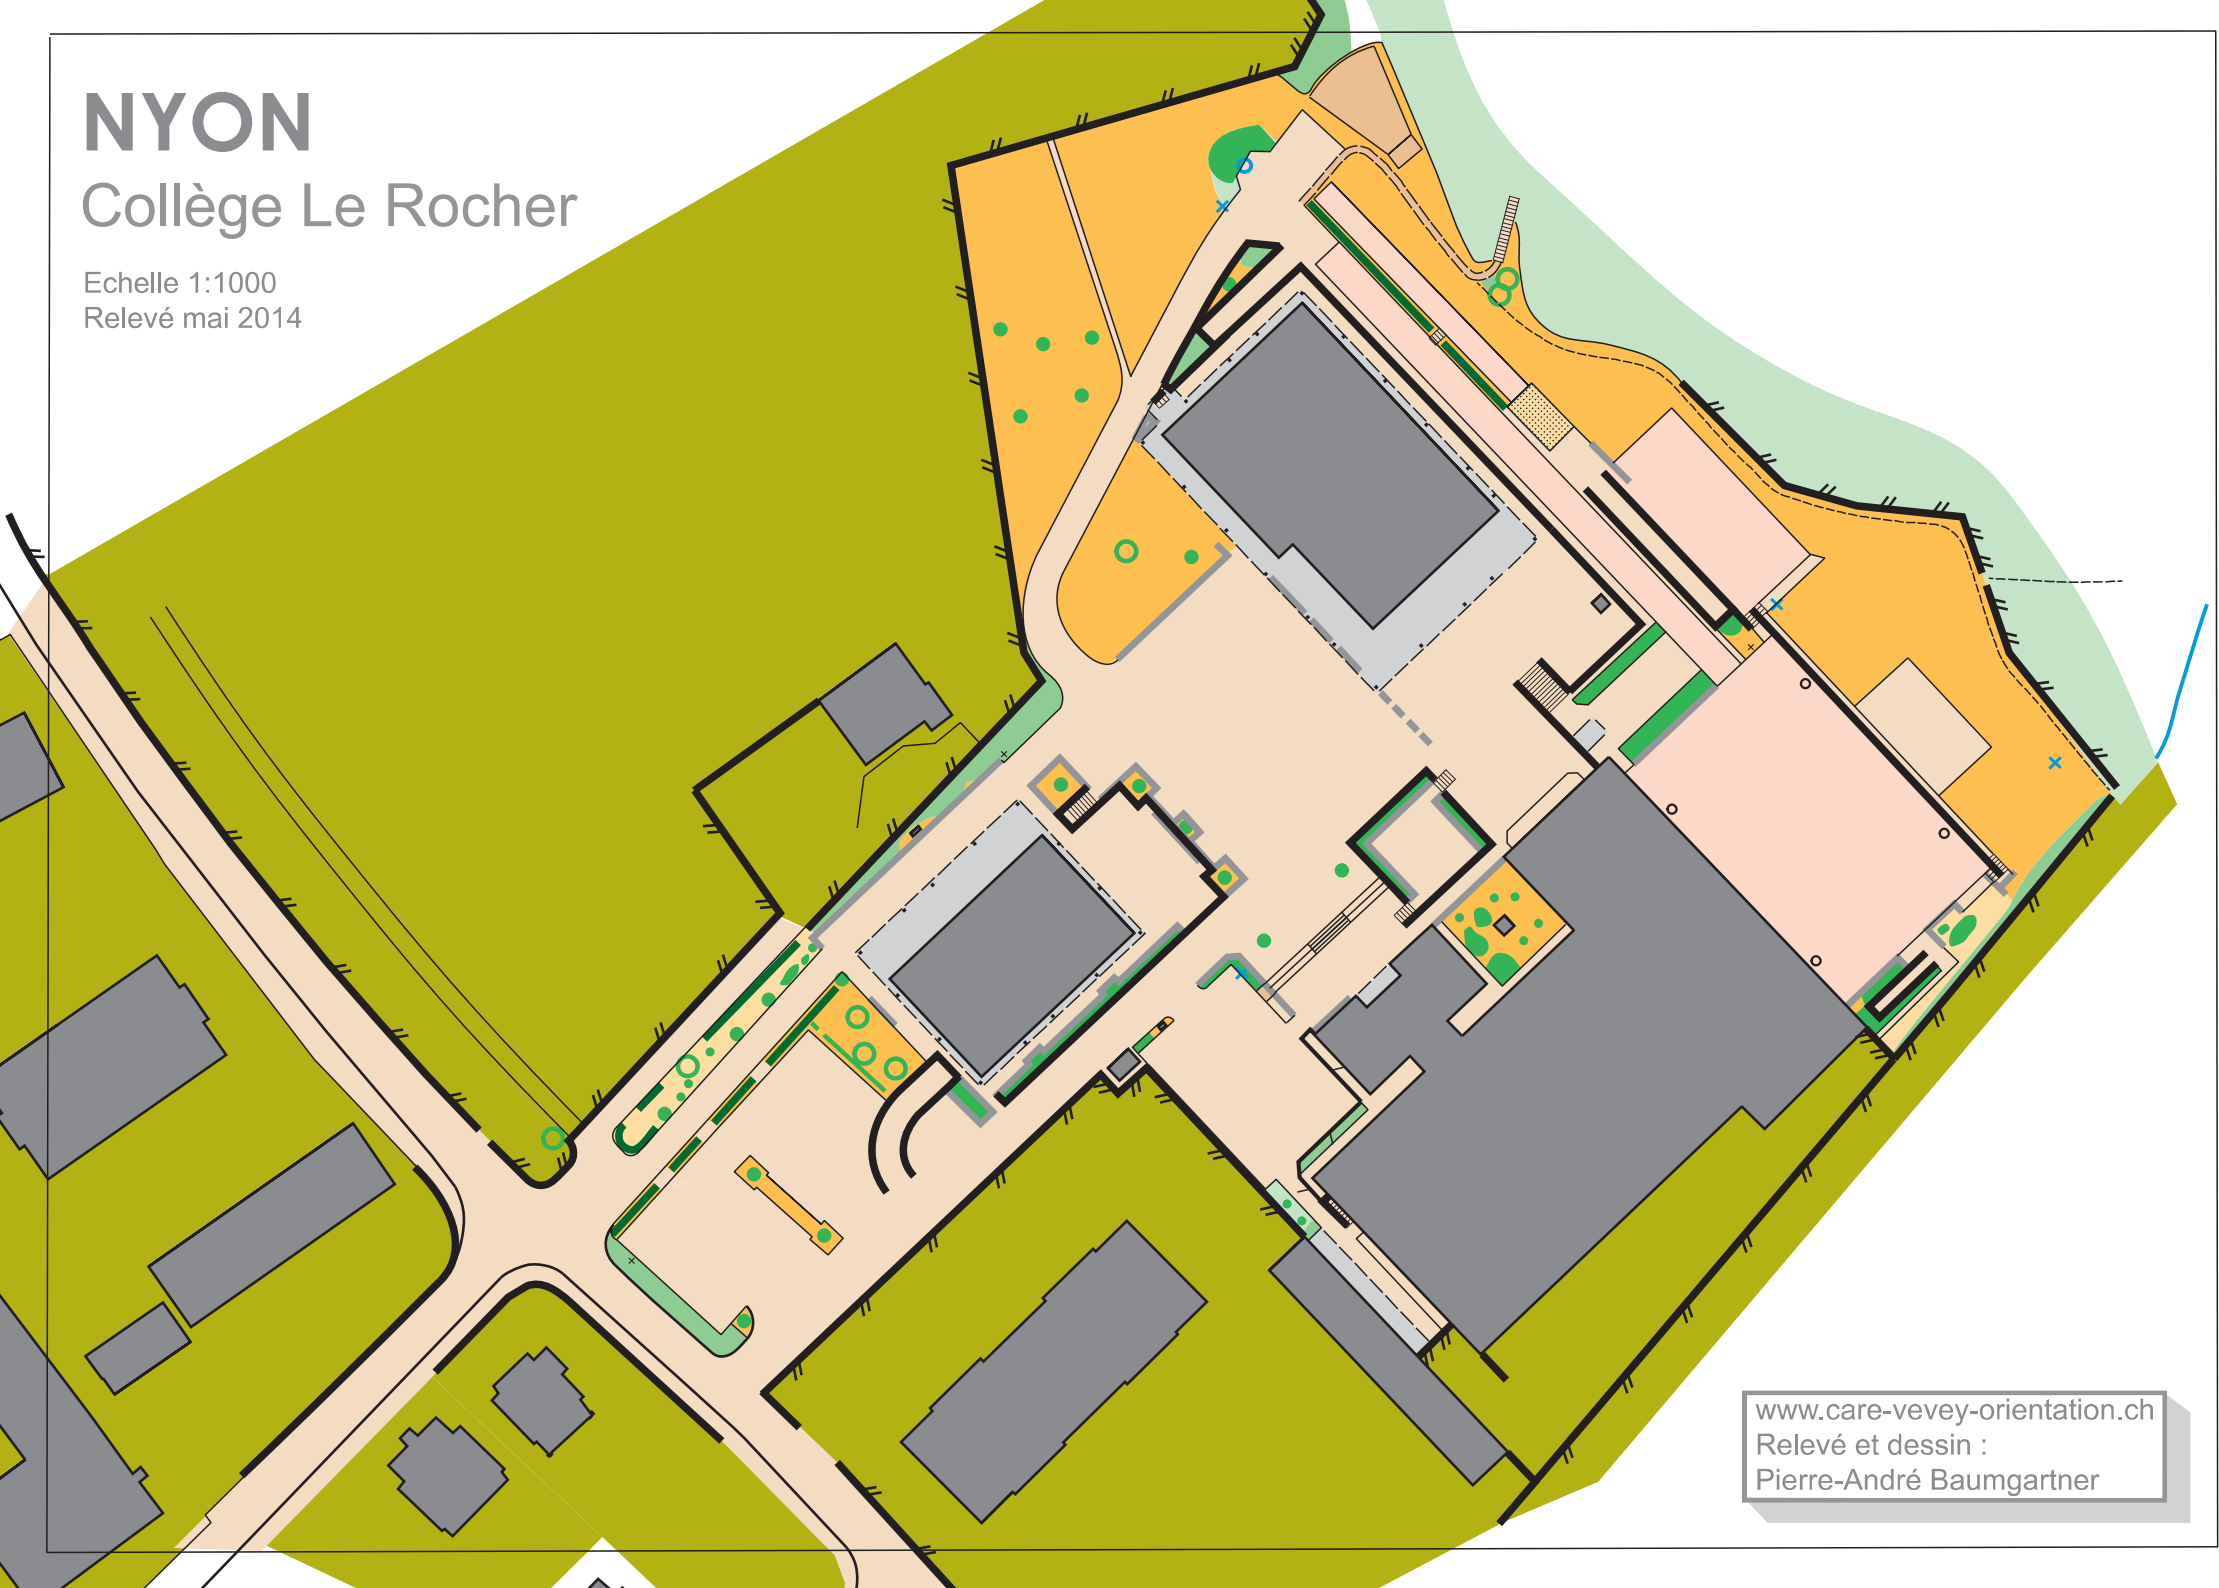 NYON
Collège Le Rocher
Echelle 1:1000
Relevé mai 2014
www.care-vevey-orientation.ch
Relevé et dessin :
Pierre-André Baumgartner